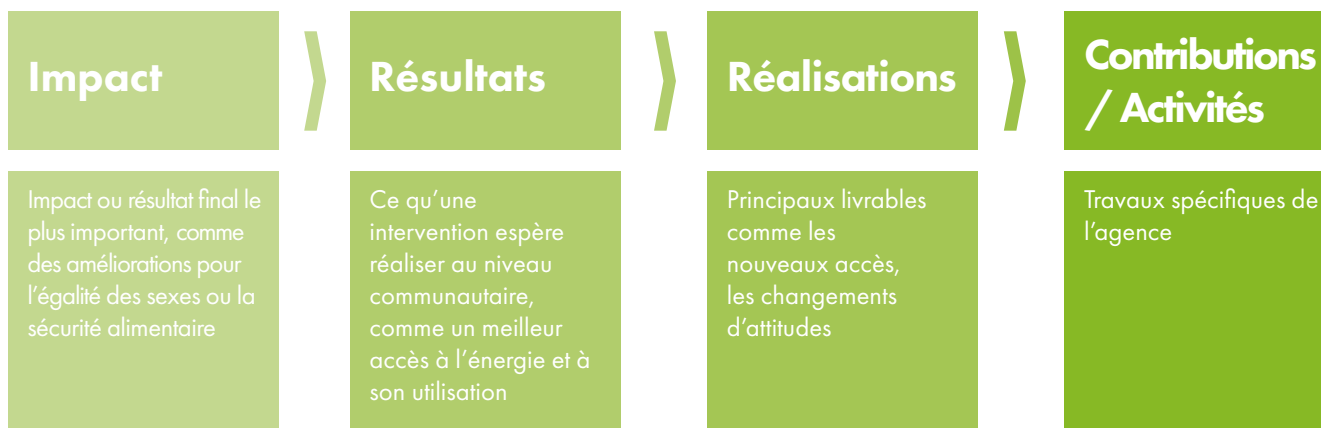 Impact
Résultats
Réalisations
Contributions
/ Activités
Impact ou résultat final le
plus important, comme
des améliorations pour
l’égalité des sexes ou la
sécurité alimentaire
Ce qu’une
intervention espère
réaliser au niveau
communautaire,
comme un meilleur
accès à l’énergie et à
son utilisation
Principaux livrables
comme les
nouveaux accès,
les changements
d’attitudes
Travaux spécifiques de
l’agence